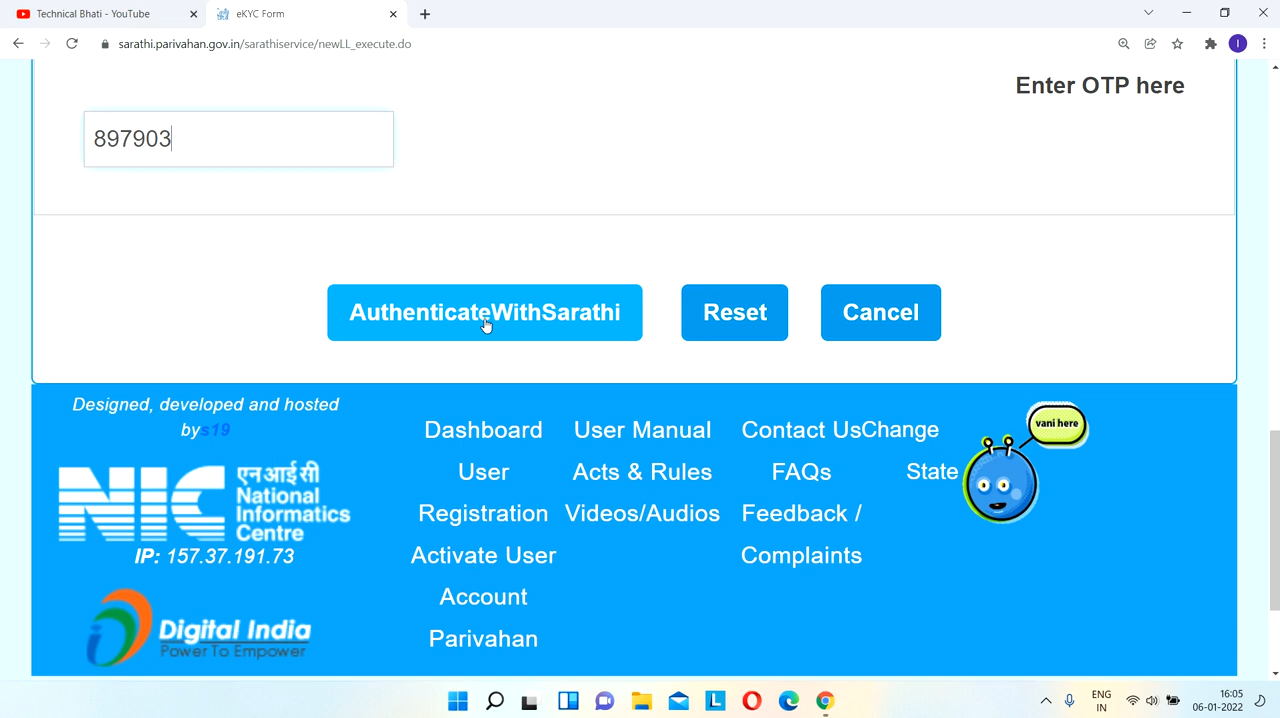 Technical Bhati - YouTube
eKYC Form
sarathi.parivahan.gov.in/sarathiservice/newLL_execute.do
I
Enter OTP here
897903
AuthenticateWithSarathi
Reset
Cancel
Designed, developed and hosted
bys19
NIC
एनआईसी
National
Informatics
Centre
IP: 157.37.191.73
Digital India
Power To Empower
Dashboard
User
Registration
Activate User
Account
Parivahan
User Manual
Acts & Rules
Videos/Audios
Contact Us
FAQs
Feedback /
Complaints
Change
State
vani here
L
ENG
IN
16:05
06-01-2022